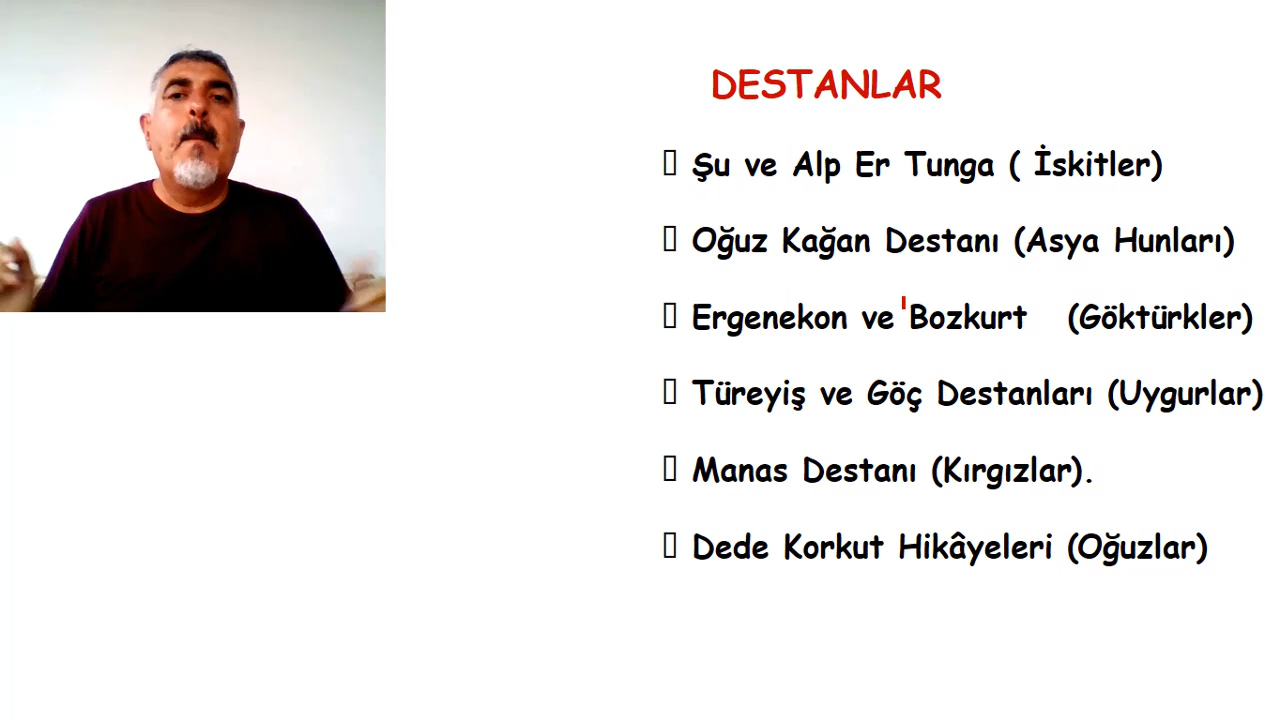 DESTANLAR
Şu ve Alp Er Tunga ( İskitler)
Oğuz Kağan Destanı (Asya Hunları)
Ergenekon ve Bozkurt (Göktürkler)
Türeyiş ve Göç Destanları (Uygurlar)
Manas Destanı (Kırgızlar).
Dede Korkut Hikâyeleri (Oğuzlar)